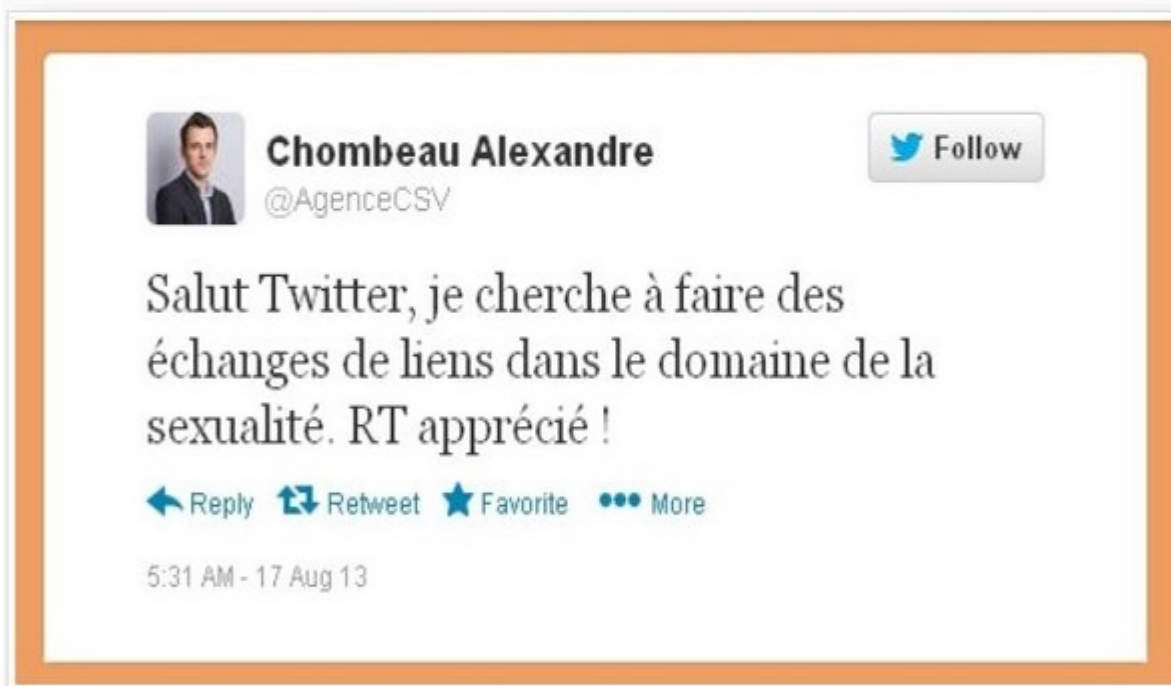 Chombeau Alexandre
Follow
@AgenceCSV
Salut Twitter, je cherche à faire des
échanges de liens dans le domaine de la
sexualité. RT apprécié !
Reply Retweet Favorite More
5:31 AM - 17 Aug 13